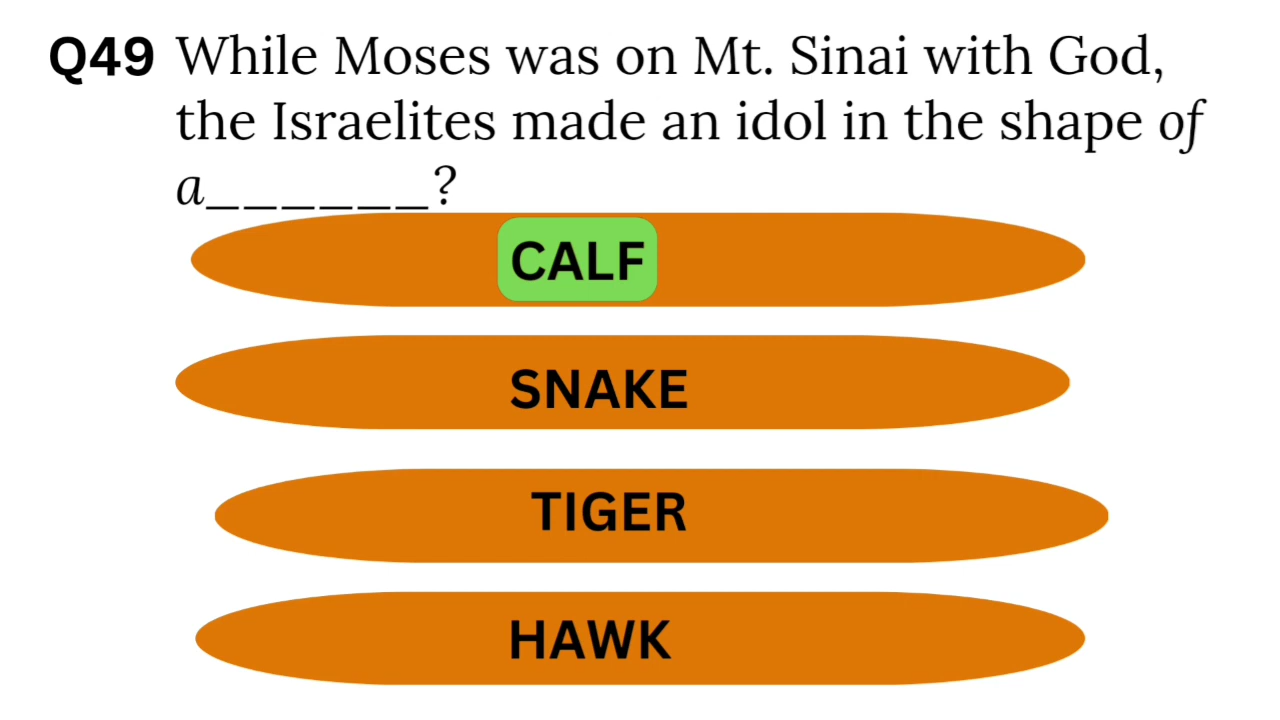 Q49 While Moses was on Mt. Sinai with God,
the Israelites made an idol in the shape of
a______?
CALF
SNAKE
TIGER
HAWK